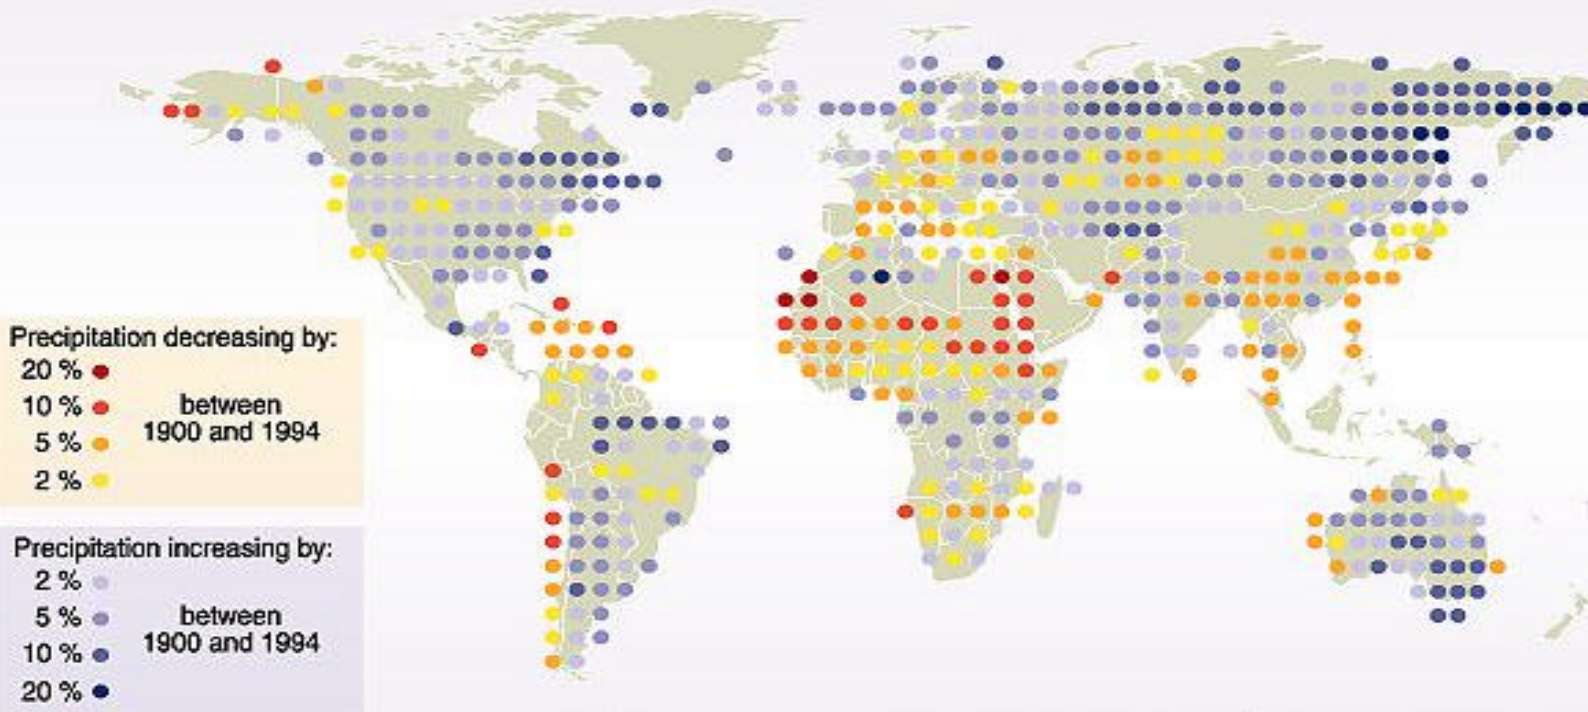 Precipitation decreasing by:
20 %
10 %
5 %
2 %
between
1900 and 1994
Precipitation increasing by:
2 %
5 %
10 %
20 %
between
1900 and 1994